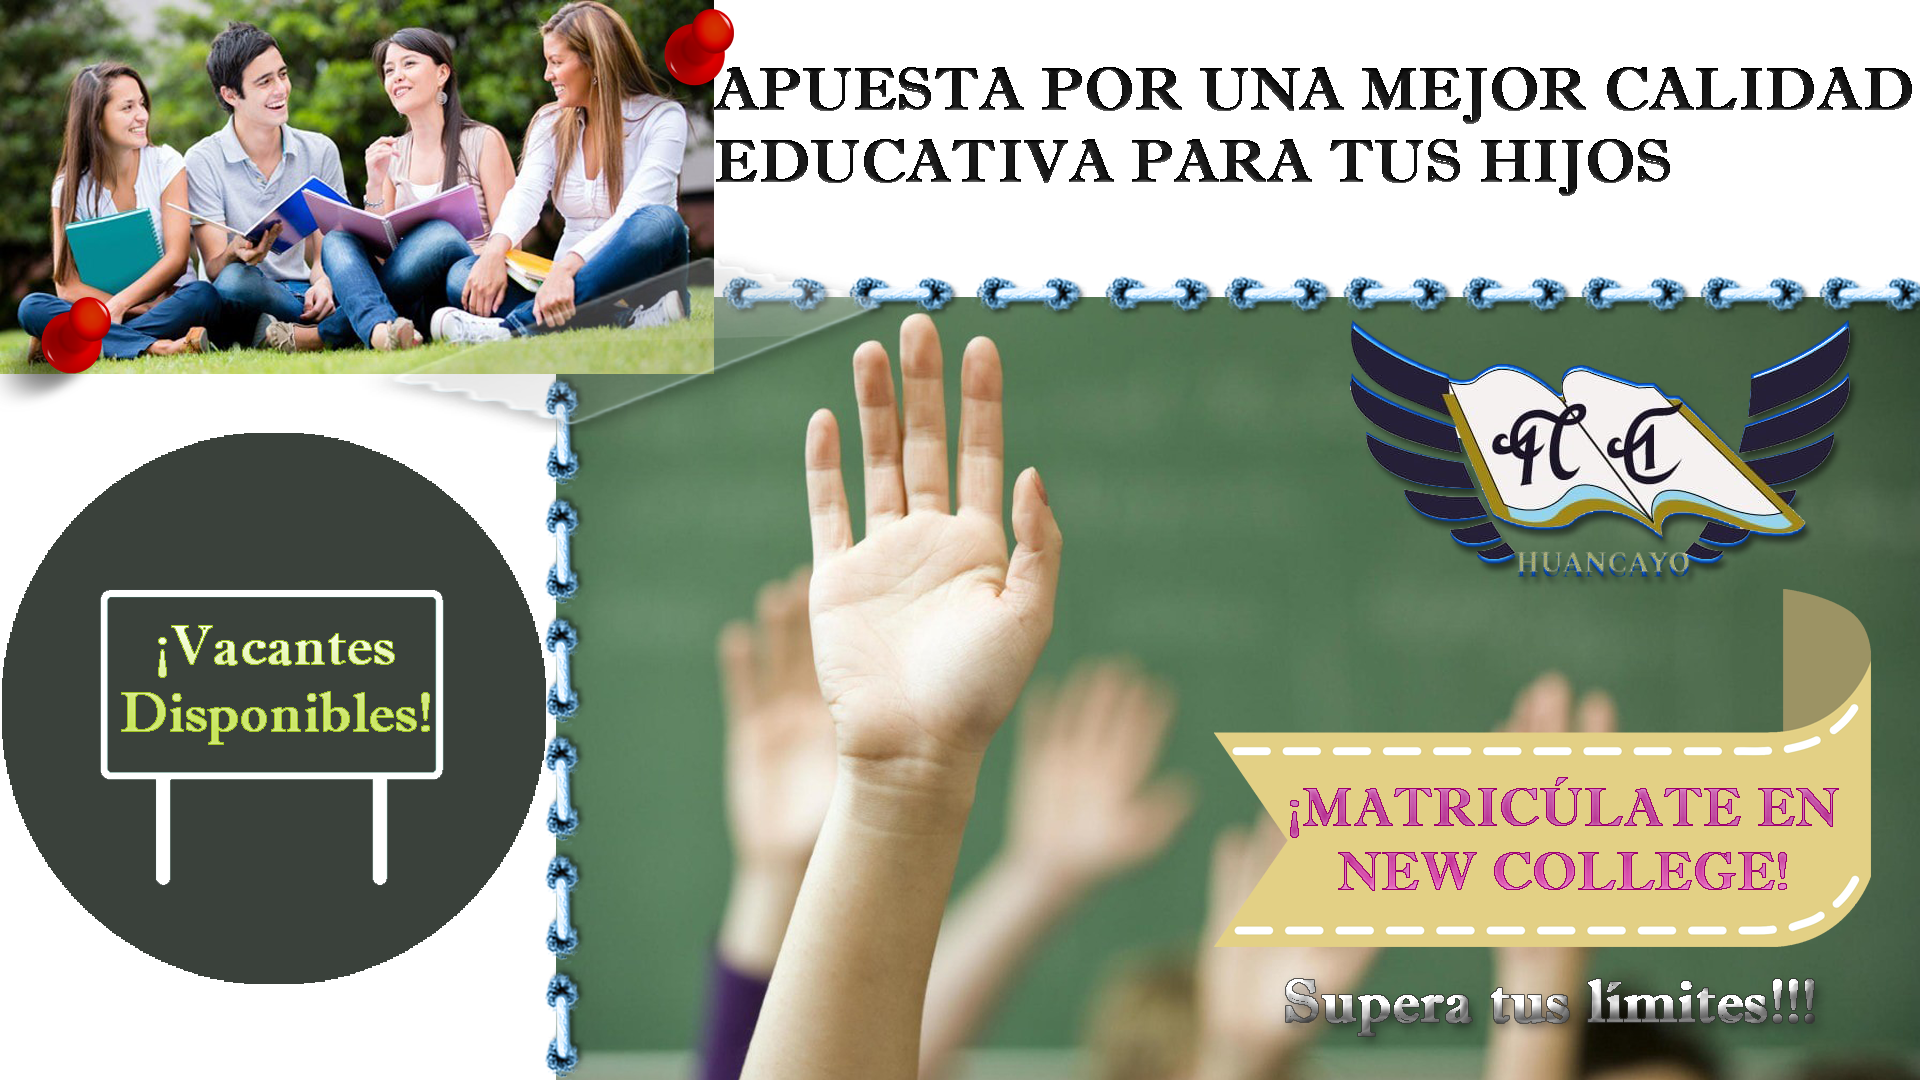 APUESTA POR UNA MEJOR CALIDAD
EDUCATIVA PARA TUS HIJOS
HUANCAYO
¡Vacantes
Disponibles!
¡MATRICÚLATE EN
NEW COLLEGE!
Supera tus límites!!!